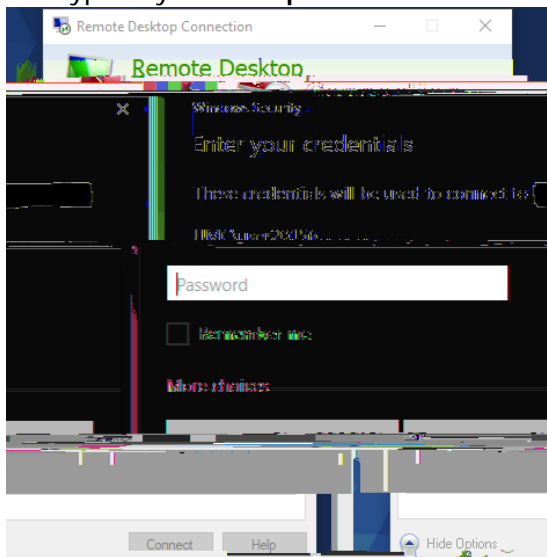 Remote Desktop Connection
Remote Desktop
Windows Security
Enter your credentials
These credentials will be used to connect to
Password
Remember me
More choices
Connect Help Hide Options